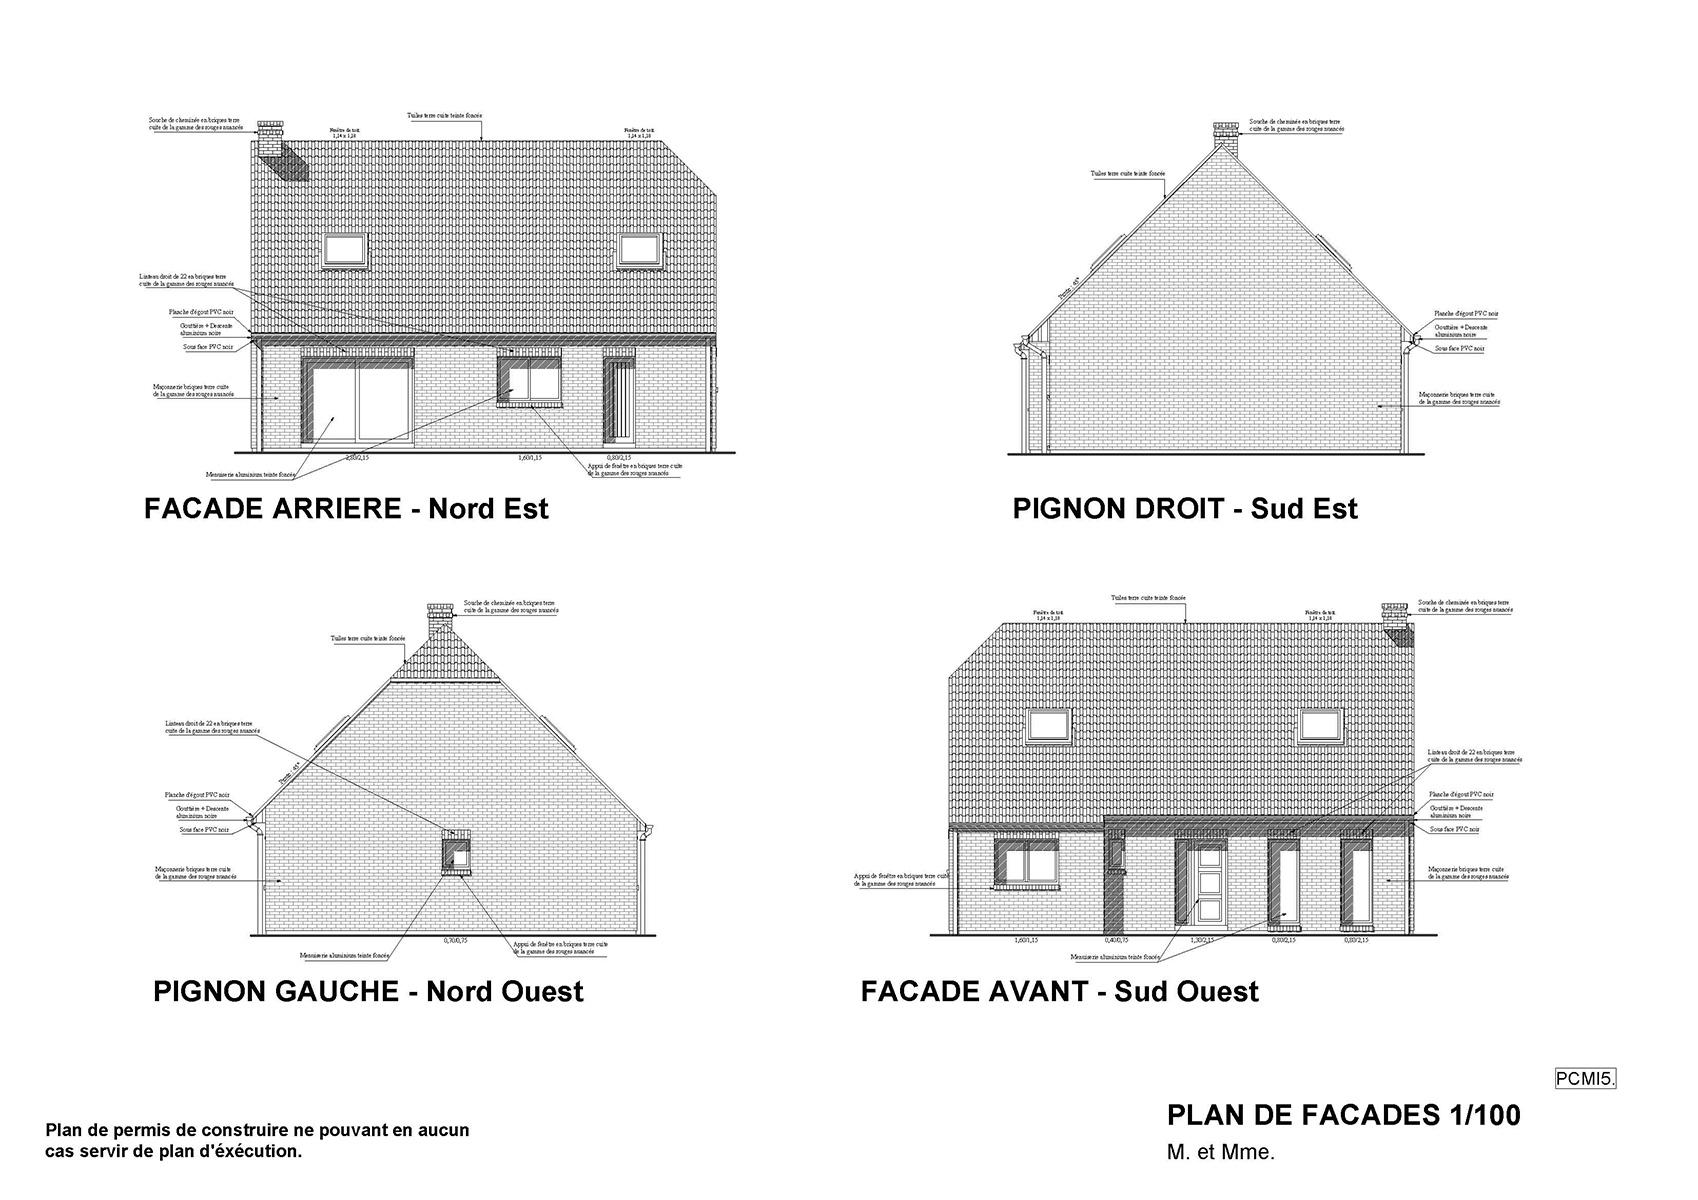 Souche de cheminée en briques terre
cuite de la gamme des rouges nuancés
Fenêtre de toit
1,14 x 1,18
Tuiles terre cuite teinte foncée
Fenêtre de toit
1,14 x 1,18
Linteau droit de 22 en briques terre
cuite de la gamme des rouges nuancés
Planche d'égout PVC noir
Gouttière + Descente
aluminium noire
Sous face PVC noir
Maçonnerie briques terre cuite
de la gamme des rouges nuancés
Menuiserie aluminium teinte foncée
2,80/2,15
1,60/1,15
0,80/2,15
Appui de fenêtre en briques terre cuite
de la gamme des rouges nuancés
FACADE ARRIERE - Nord Est
Souche de cheminée en briques terre
cuite de la gamme des rouges nuancés
Tuiles terre cuite teinte foncée
Pente : 45°
Planche d'égout PVC noir
Gouttière + Descente
aluminium noire
Sous face PVC noir
Maçonnerie briques terre cuite
de la gamme des rouges nuancés
PIGNON DROIT - Sud Est
Souche de cheminée en briques terre
cuite de la gamme des rouges nuancés
Tuiles terre cuite teinte foncée
Linteau droit de 22 en briques terre
cuite de la gamme des rouges nuancés
Pente : 45°
Planche d'égout PVC noir
Gouttière + Descente
aluminium noire
Sous face PVC noir
Maçonnerie briques terre cuite
de la gamme des rouges nuancés
0,70/0,75
Menuiserie aluminium teinte foncée
Appui de fenêtre en briques terre cuite
de la gamme des rouges nuancés
PIGNON GAUCHE - Nord Ouest
Tuiles terre cuite teinte foncée
Fenêtre de toit
1,14 x 1,18
Fenêtre de toit
1,14 x 1,18
Souche de cheminée en briques terre
cuite de la gamme des rouges nuancés
Linteau droit de 22 en briques terre
cuite de la gamme des rouges nuancés
Planche d'égout PVC noir
Gouttière + Descente
aluminium noire
Sous face PVC noir
Maçonnerie briques terre cuite
de la gamme des rouges nuancés
Appui de fenêtre en briques terre cuite
de la gamme des rouges nuancés
1,60/1,15
0,40/0,75
1,30/2,15
0,80/2,15
0,80/2,15
Menuiserie aluminium teinte foncée
FACADE AVANT - Sud Ouest
PCMI5.
PLAN DE FACADES 1/100
M. et Mme.
Plan de permis de construire ne pouvant en aucun
cas servir de plan d'éxécution.